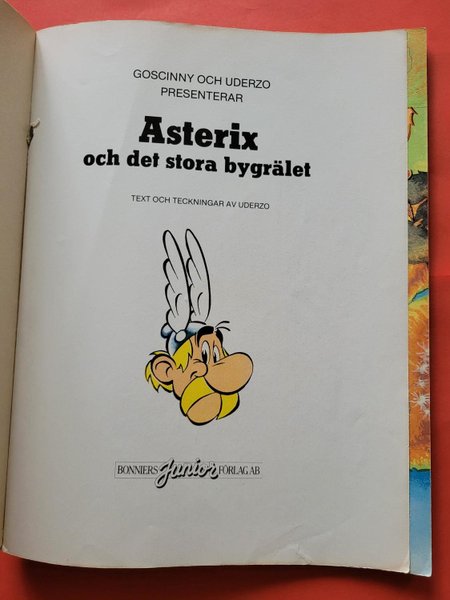 GOSCINNY OCH UDERZO
PRESENTERAR
Asterix
och det stora bygrälet
TEXT OCH TECKNINGAR AV UDERZO
BONNIERS Junior FÖRLAG AB